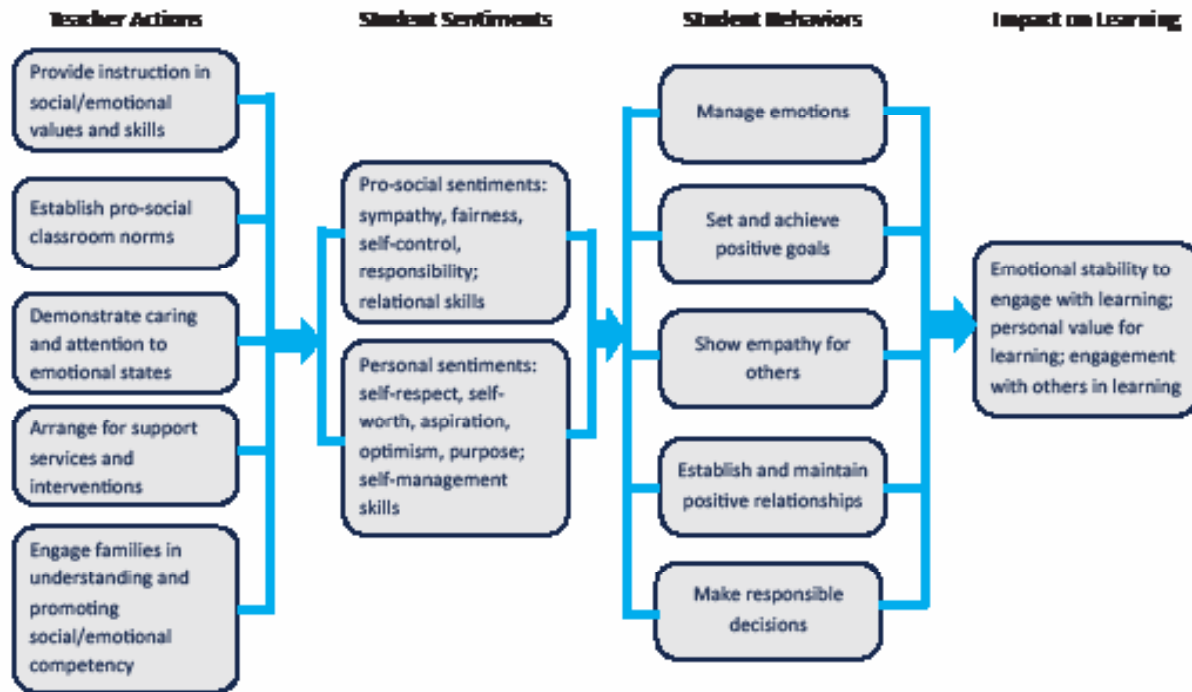 Teacher Actions
Student Sentiments
Student Behaviors
Impact on Learning
Provide instruction in
social/emotional
values and skills
Establish pro-social
classroom norms
Demonstrate caring
and attention to
emotional states
Arrange for support
services and
interventions
Engage families in
understanding and
promoting
social/emotional
competency
Pro-social sentiments:
sympathy, fairness,
self-control,
responsibility;
relational skills
Personal sentiments:
self-respect, self-
worth, aspiration,
optimism, purpose;
self-management
skills
Manage emotions
Set and achieve
positive goals
Show empathy for
others
Establish and maintain
positive relationships
Make responsible
decisions
Emotional stability to
engage with learning;
personal value for
learning; engagement
with others in learning